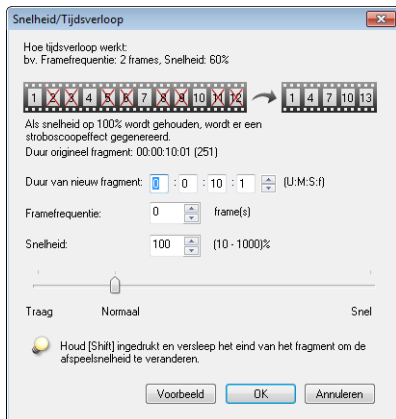 Snelheid/Tijdsverloop
Hoe tijdsverloop werkt:
bv. Framefrequentie: 2 frames, Snelheid: 60%
1 2 3 4 5 6 7 8 9 10 11 12 1 4 7 10 13
Als snelheid op 100% wordt gehouden, wordt er een
stroboscoopeffect gegenereerd.
Duur origineel fragment: 00:00:10:01 (251)
Duur van nieuw fragment: 0 : 0 : 10 : 1 (U:M:S:f)
Framefrequentie: 0 frame(s)
Snelheid: 100 (10 - 1000)%
Traag Normaal Snel
Houd [Shift] ingedrukt en versleep het eind van het fragment om de
afspeelsnelheid te veranderen.
Voorbeeld OK Annuleren